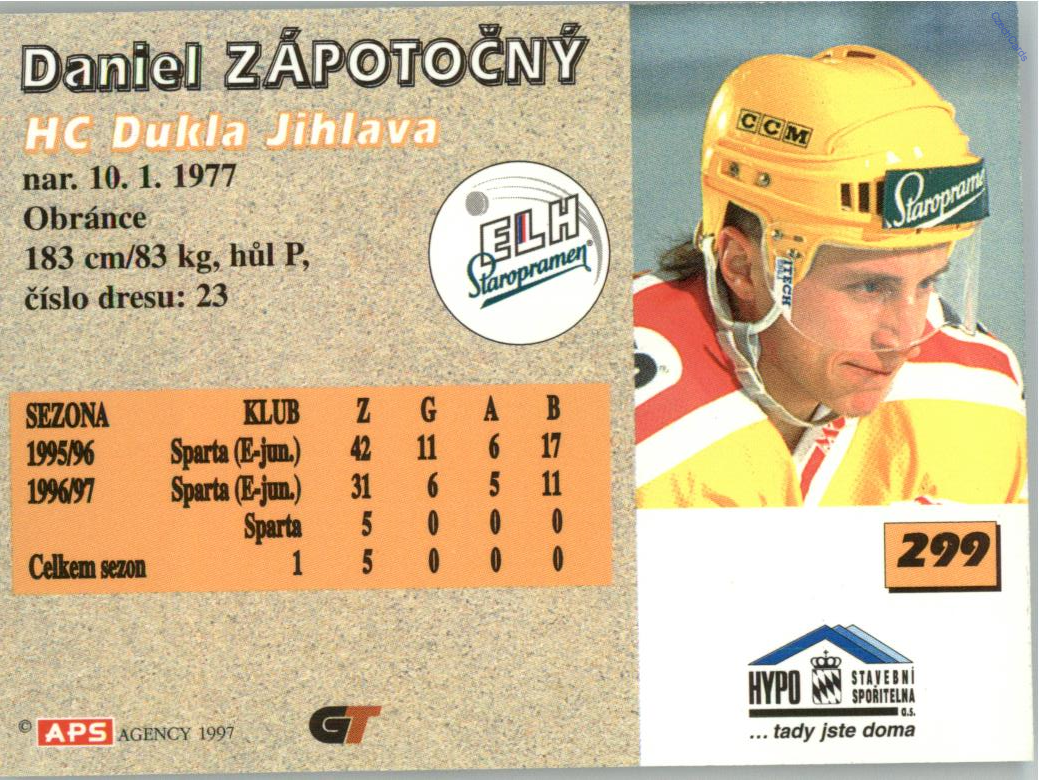 Daniel ZÁPOTOČNÝ
HC Dukla Jihlava
nar. 10. 1. 1977
Obránce
183 cm/83 kg, hůl P,
číslo dresu: 23
ELH
Staropramen
SEZONA KLUB Z G A B
1995/96 Sparta (E-jun.) 42 11 6 17
1996/97 Sparta (E-jun.) 31 6 5 11
Sparta 5 0 0 0
Celkem sezon 1 5 0 0 0
© APS AGENCY 1997
GT
CCM
Staropramen
ITECH
299
HYPO STAVEBNÍ
SPOŘITELNA
a.s.
... tady jste doma